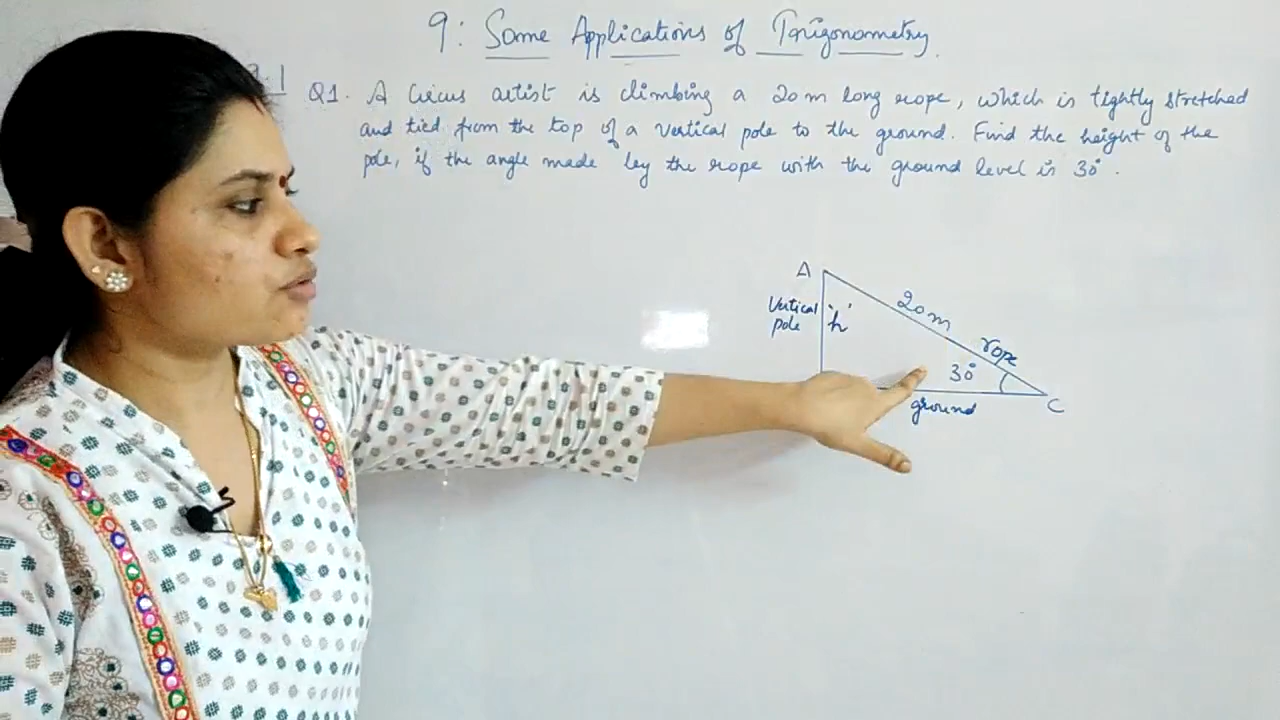 9: Some Applications of Trigonometry.
9.1
Q1. A Circus artist is climbing a 20m long rope, which is tightly stretched
and tied from the top of a vertical pole to the ground. Find the height of the
pole, if the angle made by the rope with the ground level is 30°.
A
Vertical
pole
h
20m
rope
30°
ground
C